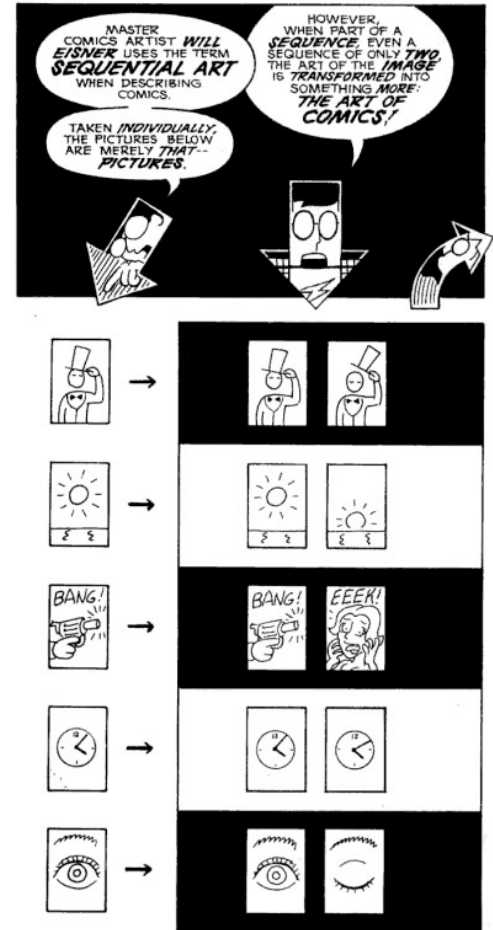 MASTER
COMICS ARTIST WILL
EISNER USES THE TERM
SEQUENTIAL ART
WHEN DESCRIBING
COMICS.
TAKEN INDIVIDUALLY,
THE PICTURES BELOW
ARE MERELY THAT--
PICTURES.
HOWEVER,
WHEN PART OF A
SEQUENCE, EVEN A
SEQUENCE OF ONLY TWO,
THE ART OF THE IMAGE
IS TRANSFORMED INTO
SOMETHING MORE:
THE ART OF
COMICS!
BANG!
BANG!
EEEK!
12
12
12